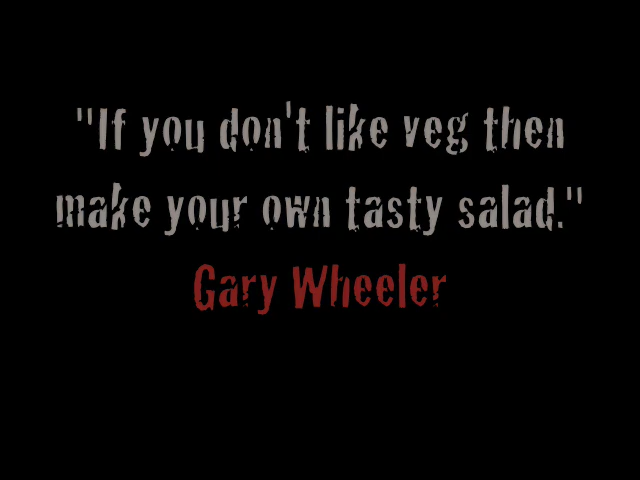 "If you don't like veg then
make your own tasty salad."
Gary Wheeler